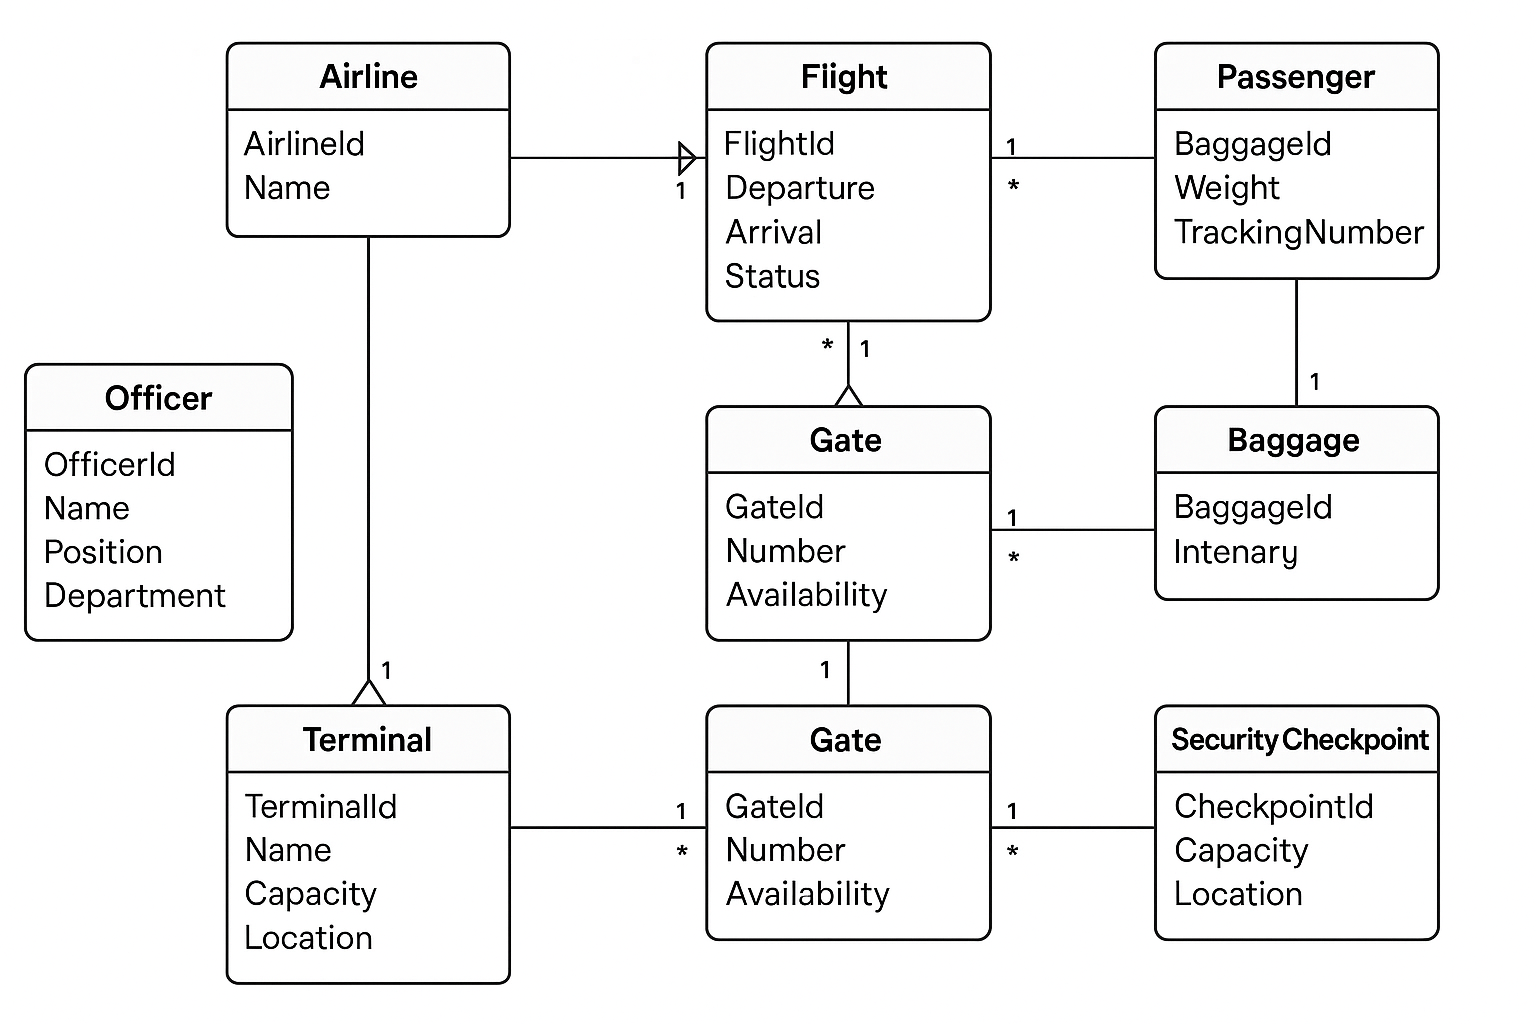 Airline
AirlineId
Name
1
Fiight
FlightId
Departure
Arrival
Status
1
*
Passenger
BaggageId
Weight
TrackingNumber
* 1
1
Officer
OfficerId
Name
Position
Department
Gate
GateId
Number
Availability
1
*
Baggage
BaggageId
Intenary
1
1
Terminal
TerminalId
Name
Capacity
Location
1
*
Gate
GateId
Number
Availability
1
*
Security Checkpoint
CheckpointId
Capacity
Location